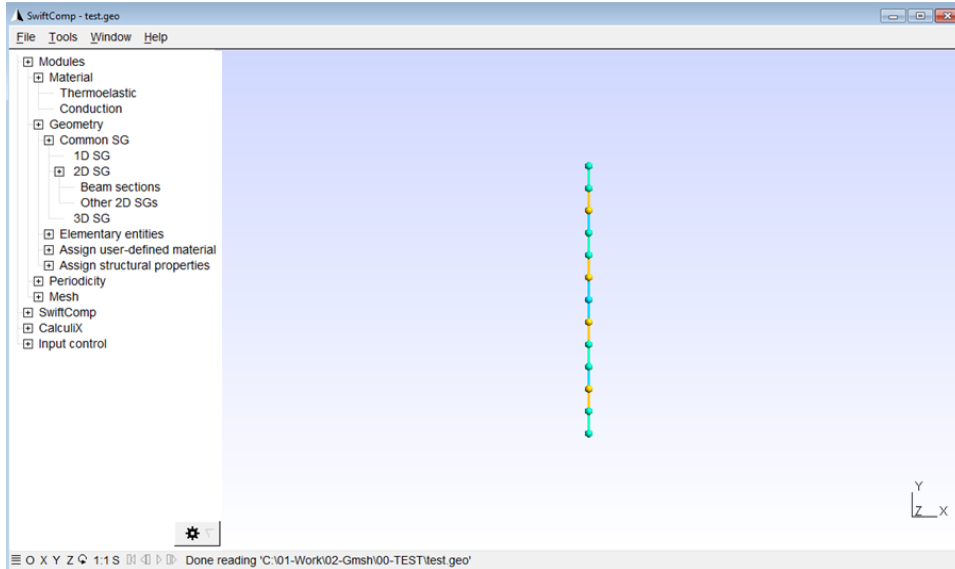 SwiftComp - test.geo
File Tools Window Help
Modules
Material
Thermoelastic
Conduction
Geometry
Common SG
1D SG
2D SG
Beam sections
Other 2D SGs
3D SG
Elementary entities
Assign user-defined material
Assign structural properties
Periodicity
Mesh
SwiftComp
CalculiX
Input control
Y
Z X
O X Y Z 1:1 S Done reading 'C:\01-Work\02-Gmsh\00-TEST\test.geo'